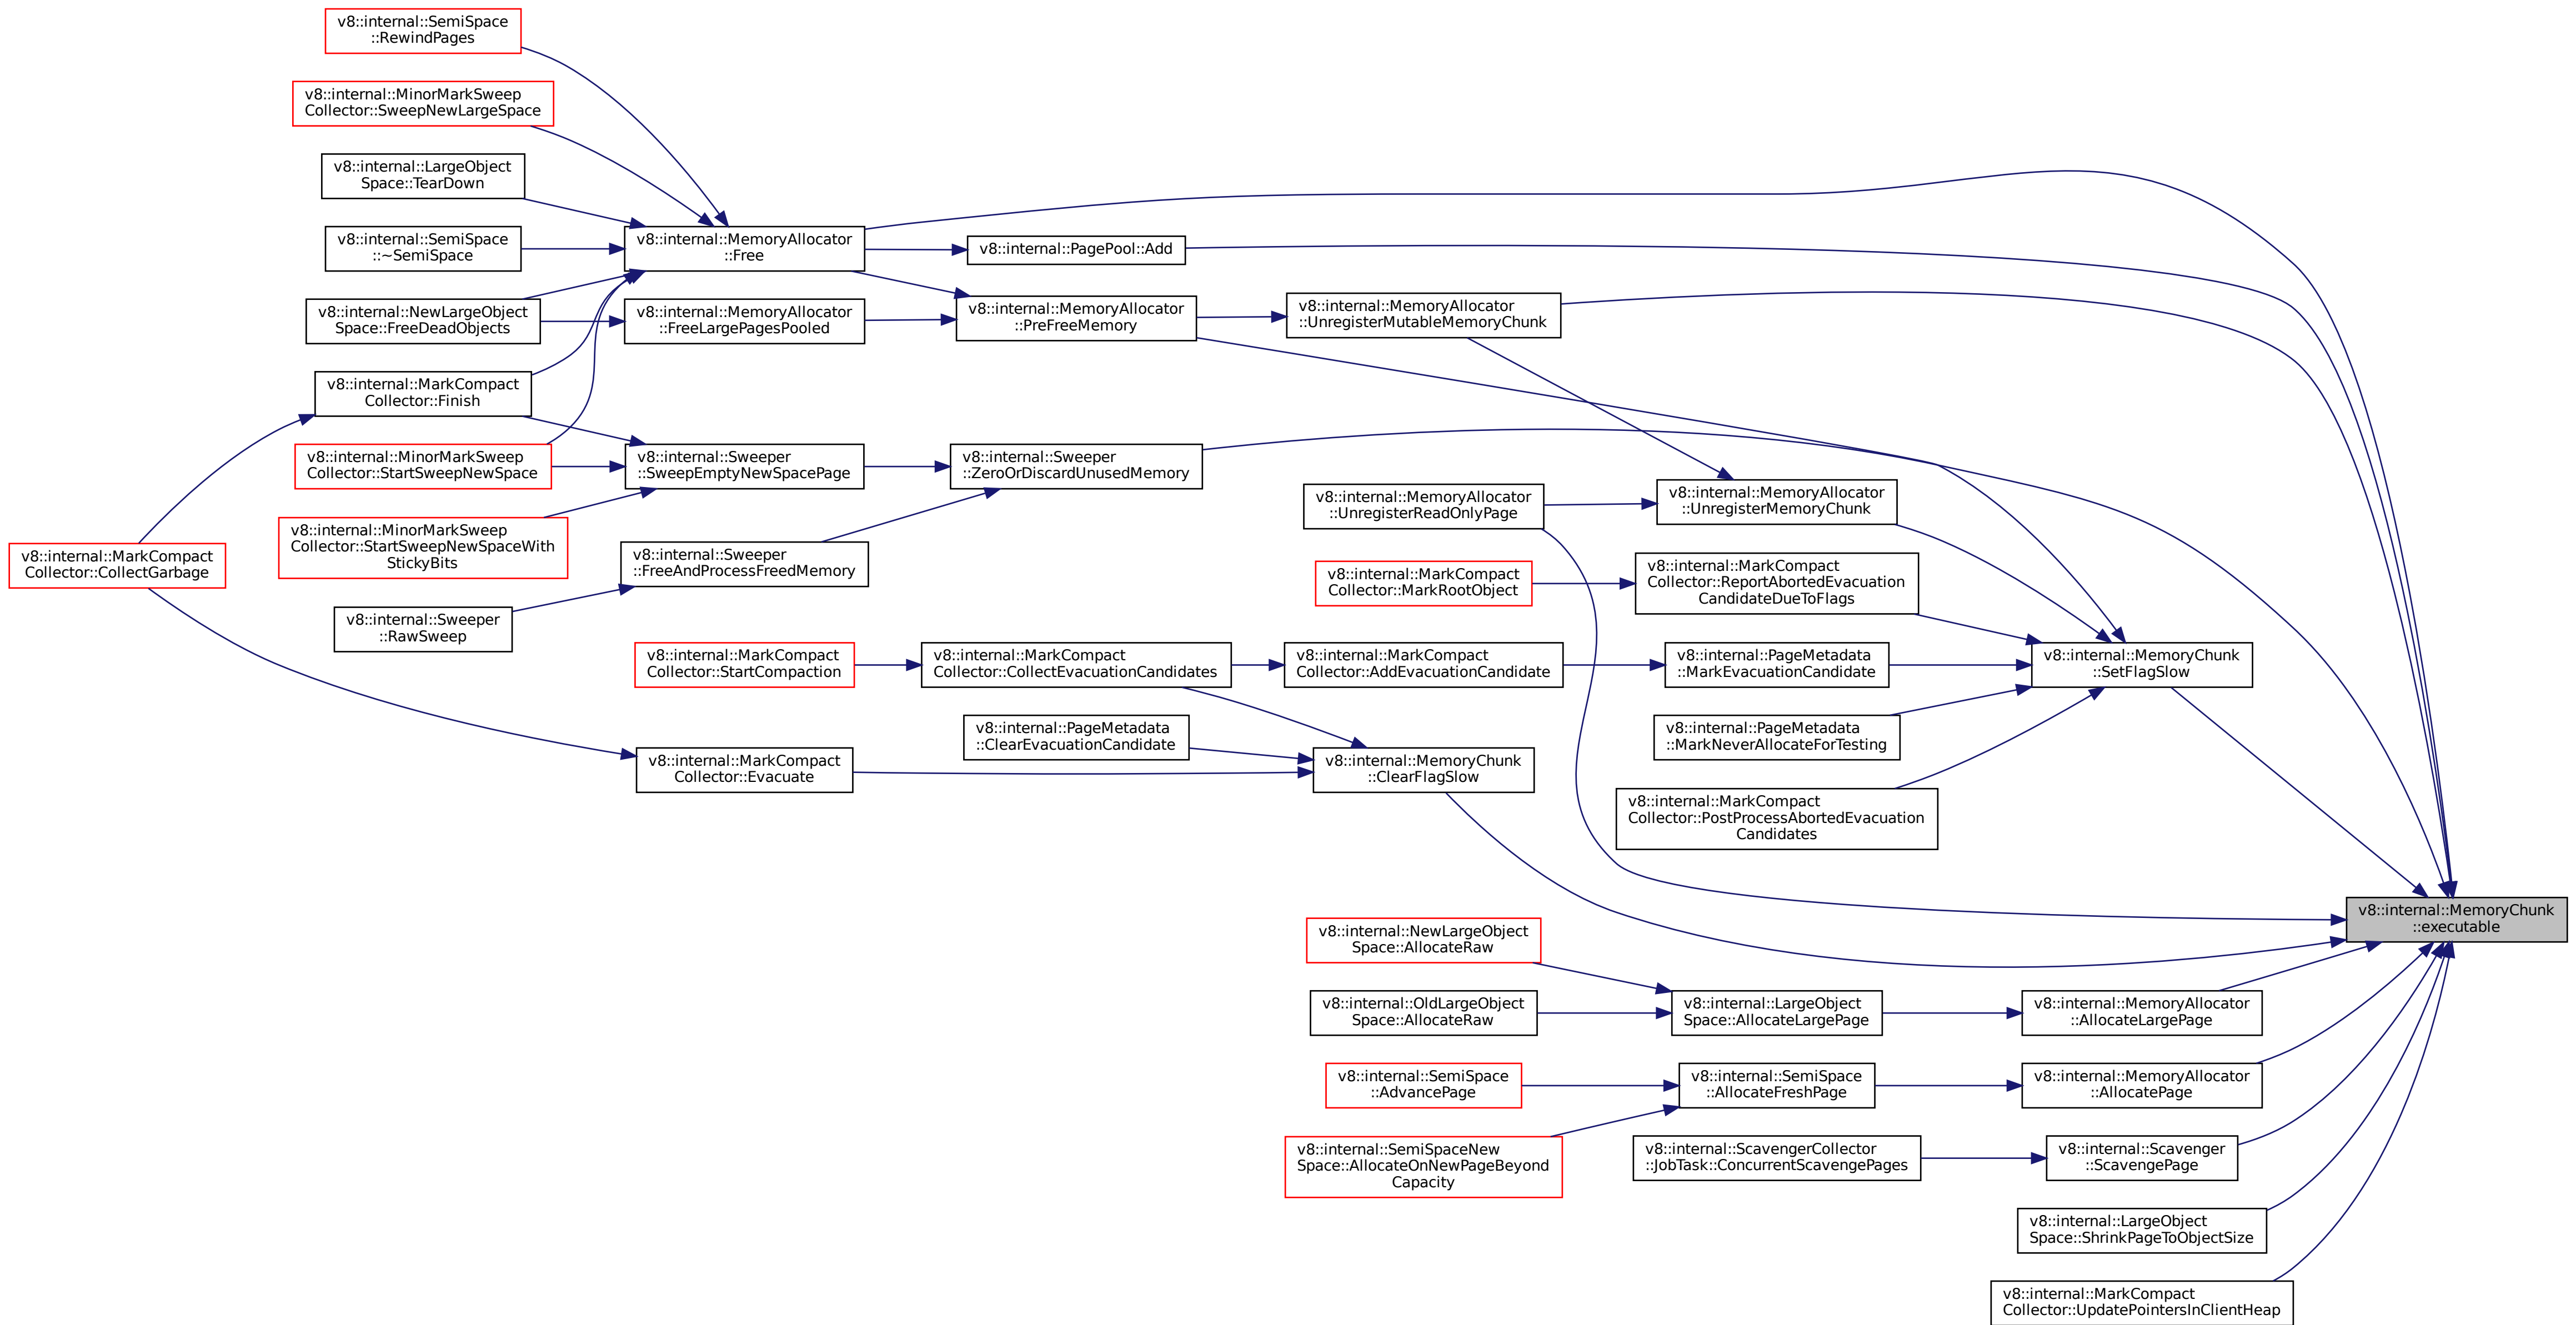 v8::internal::SemiSpace
::RewindPages
v8::internal::MinorMarkSweep
Collector::SweepNewLargeSpace
v8::internal::LargeObject
Space::TearDown
v8::internal::SemiSpace
::~SemiSpace
v8::internal::NewLargeObject
Space::FreeDeadObjects
v8::internal::MarkCompact
Collector::Finish
v8::internal::MinorMarkSweep
Collector::StartSweepNewSpace
v8::internal::MinorMarkSweep
Collector::StartSweepNewSpaceWith
StickyBits
v8::internal::MarkCompact
Collector::CollectGarbage
v8::internal::Sweeper
::RawSweep
v8::internal::MemoryAllocator
::Free
v8::internal::MemoryAllocator
::FreeLargePagesPooled
v8::internal::Sweeper
::SweepEmptyNewSpacePage
v8::internal::Sweeper
::FreeAndProcessFreedMemory
v8::internal::MarkCompact
Collector::StartCompaction
v8::internal::MarkCompact
Collector::Evacuate
v8::internal::PagePool::Add
v8::internal::MemoryAllocator
::PreFreeMemory
v8::internal::Sweeper
::ZeroOrDiscardUnusedMemory
v8::internal::MarkCompact
Collector::CollectEvacuationCandidates
v8::internal::PageMetadata
::ClearEvacuationCandidate
v8::internal::MemoryAllocator
::UnregisterMutableMemoryChunk
v8::internal::MemoryAllocator
::UnregisterReadOnlyPage
v8::internal::MarkCompact
Collector::MarkRootObject
v8::internal::MarkCompact
Collector::AddEvacuationCandidate
v8::internal::MemoryChunk
::ClearFlagSlow
v8::internal::NewLargeObject
Space::AllocateRaw
v8::internal::OldLargeObject
Space::AllocateRaw
v8::internal::SemiSpace
::AdvancePage
v8::internal::SemiSpaceNew
Space::AllocateOnNewPageBeyond
Capacity
v8::internal::MemoryAllocator
::UnregisterMemoryChunk
v8::internal::MarkCompact
Collector::ReportAbortedEvacuation
CandidateDueToFlags
v8::internal::PageMetadata
::MarkEvacuationCandidate
v8::internal::PageMetadata
::MarkNeverAllocateForTesting
v8::internal::MarkCompact
Collector::PostProcessAbortedEvacuation
Candidates
v8::internal::LargeObject
Space::AllocateLargePage
v8::internal::SemiSpace
::AllocateFreshPage
v8::internal::ScavengerCollector
::JobTask::ConcurrentScavengePages
v8::internal::MemoryChunk
::SetFlagSlow
v8::internal::MemoryAllocator
::AllocateLargePage
v8::internal::MemoryAllocator
::AllocatePage
v8::internal::Scavenger
::ScavengePage
v8::internal::LargeObject
Space::ShrinkPageToObjectSize
v8::internal::MarkCompact
Collector::UpdatePointersInClientHeap
v8::internal::MemoryChunk
::executable